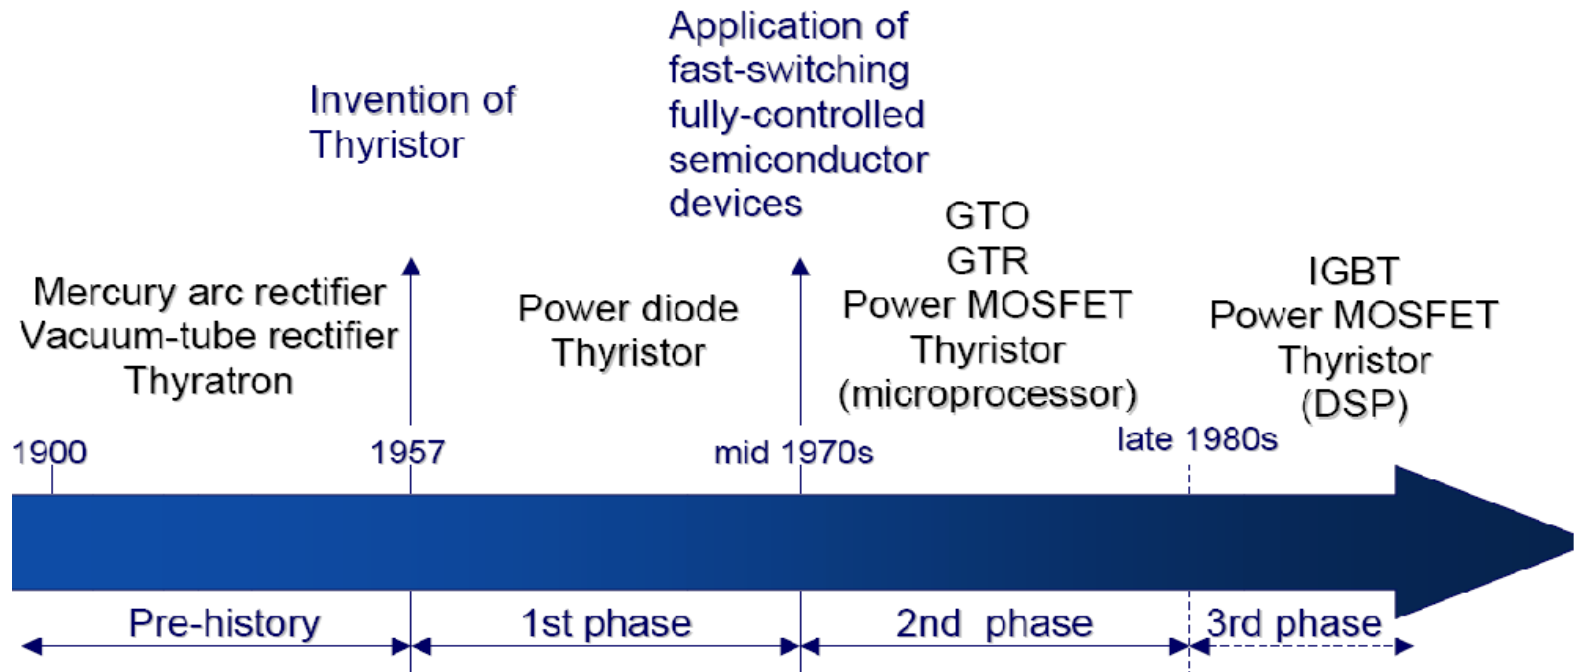 Application of
fast-switching
fully-controlled
semiconductor
devices
Invention of
Thyristor
Mercury arc rectifier
Vacuum-tube rectifier
Thyratron
Power diode
Thyristor
GTO
GTR
Power MOSFET
Thyristor
(microprocessor)
IGBT
Power MOSFET
Thyristor
(DSP)
1900
1957
mid 1970s
late 1980s
Pre-history
1st phase
2nd phase
3rd phase